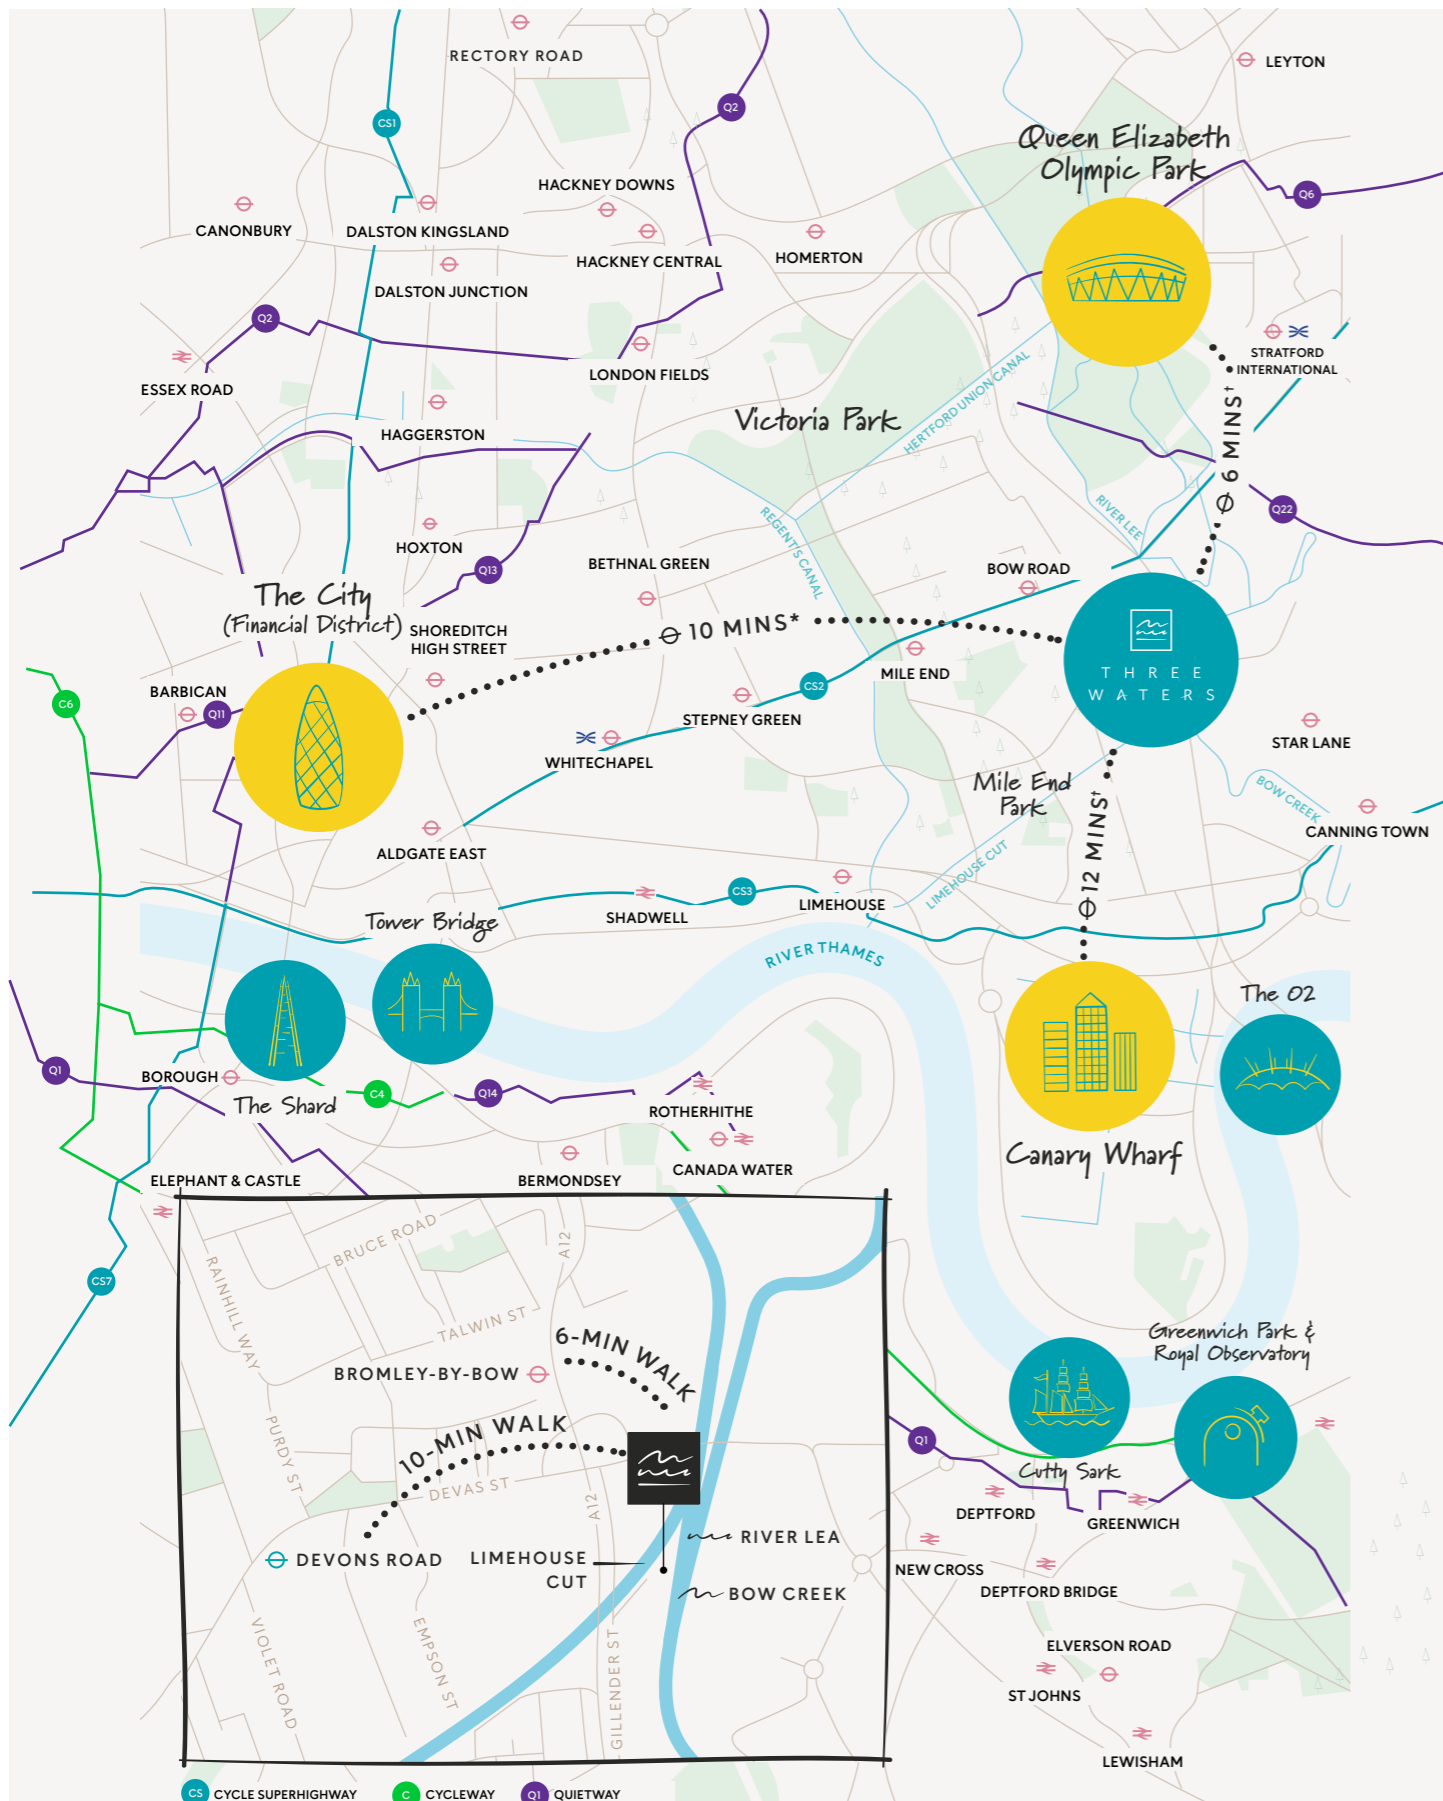 RECTORY ROAD
LEYTON
Q2
CS1
Queen Elizabeth
Olympic Park
HACKNEY DOWNS
Q6
CANONBURY
DALSTON KINGSLAND
HACKNEY CENTRAL
HOMERTON
DALSTON JUNCTION
Q2
STRATFORD
INTERNATIONAL
ESSEX ROAD
LONDON FIELDS
HERTFORD UNION CANAL
6 MINS†
Victoria Park
HAGGERSTON
RIVER LEE
Q22
REGENT'S CANAL
HOXTON
Q13
BETHNAL GREEN
BOW ROAD
The City
(Financial District)
SHOREDITCH
HIGH STREET
10 MINS*
THREE
WATERS
MILE END
CS2
C6
BARBICAN
Q11
STEPNEY GREEN
STAR LANE
WHITECHAPEL
Mile End
Park
BOW CREEK
12 MINS†
CANNING TOWN
ALDGATE EAST
LIMEHOUSE CUT
CS3
SHADWELL
LIMEHOUSE
Tower Bridge
RIVER THAMES
The O2
Q1
BOROUGH
The Shard
C4
Q14
ROTHERHITHE
Canary Wharf
CANADA WATER
ELEPHANT & CASTLE
BERMONDSEY
BRUCE ROAD
A12
RAINHILL WAY
CS7
TALWIN ST
6-MIN WALK
Greenwich Park &
Royal Observatory
BROMLEY-BY-BOW
10-MIN WALK
PURDY ST
Q1
Cutty Sark
DEVAS ST
A12
DEPTFORD
GREENWICH
RIVER LEA
DEVONS ROAD
LIMEHOUSE
CUT
NEW CROSS
DEPTFORD BRIDGE
BOW CREEK
VIOLET ROAD
EMPSON ST
GILLENDER ST
ELVERSON ROAD
ST JOHNS
LEWISHAM
CS CYCLE SUPERHIGHWAY
C CYCLEWAY
Q1 QUIETWAY